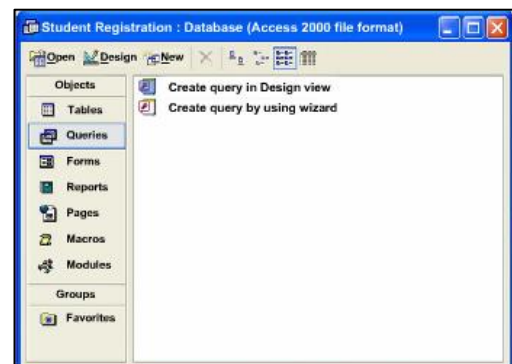 Student Registration : Database (Access 2000 file format)
Open Design New
Objects
Tables
Queries
Forms
Reports
Pages
Macros
Modules
Groups
Favorites
Create query in Design view
Create query by using wizard